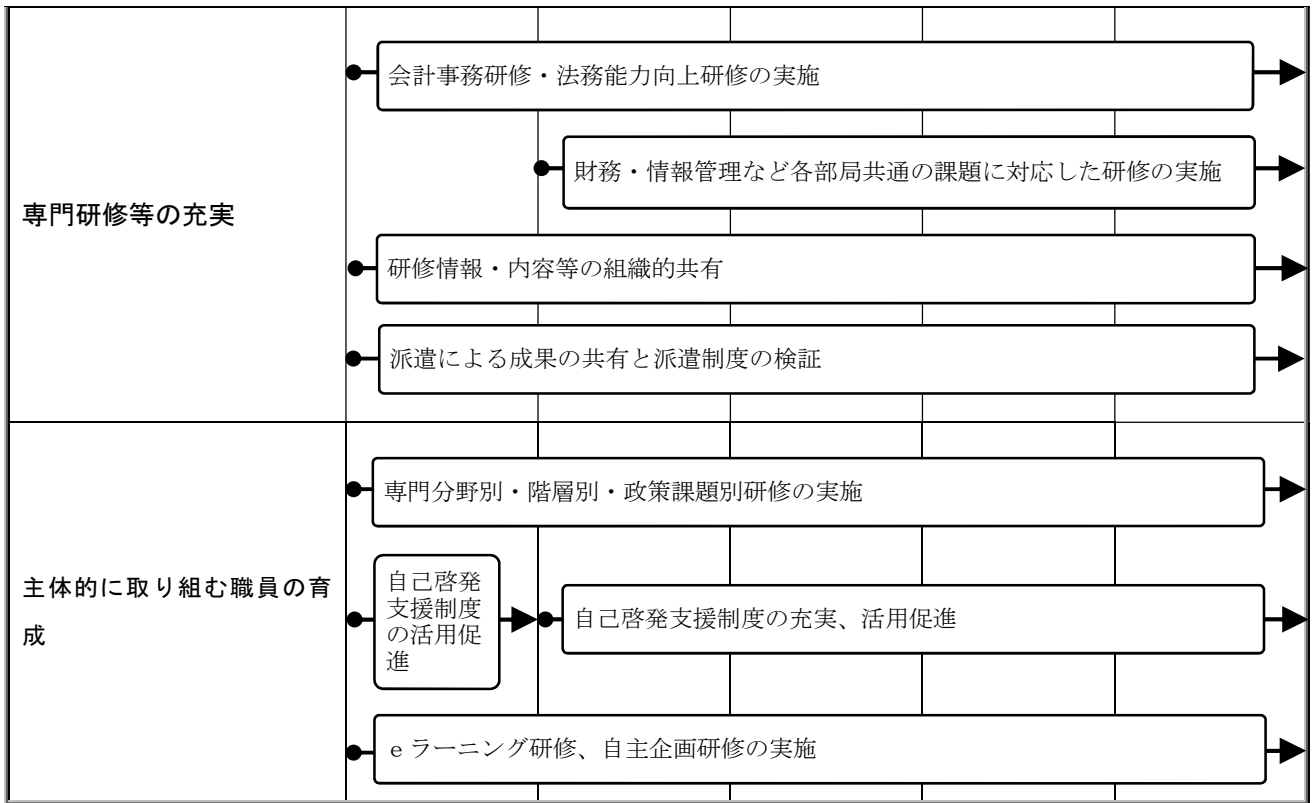 専門研修等の充実
会計事務研修・法務能力向上研修の実施
財務・情報管理など各部局共通の課題に対応した研修の実施
研修情報・内容等の組織的共有
派遣による成果の共有と派遣制度の検証
主体的に取り組む職員の育
成
専門分野別・階層別・政策課題別研修の実施
自己啓発
支援制度
の活用促
進
自己啓発支援制度の充実、活用促進
ｅラーニング研修、自主企画研修の実施